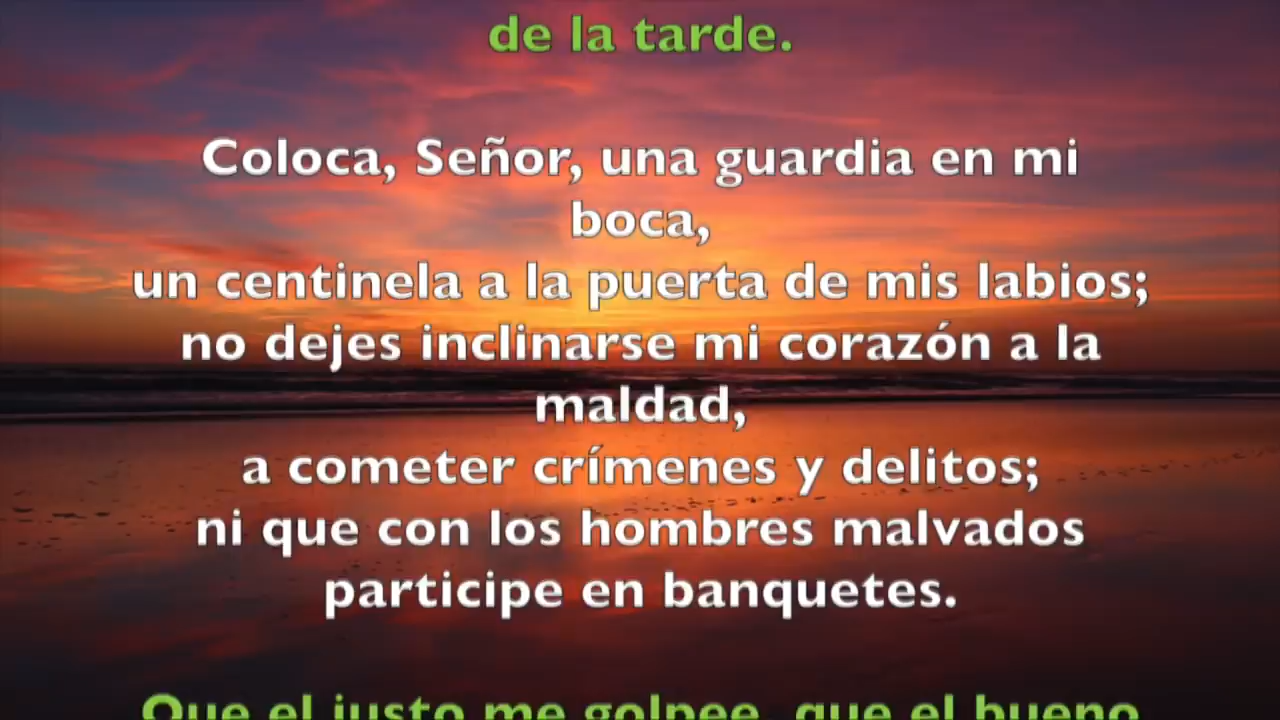 de la tarde.
Coloca, Señor, una guardia en mi
boca,
un centinela a la puerta de mis labios;
no dejes inclinarse mi corazón a la
maldad,
a cometer crímenes y delitos;
ni que con los hombres malvados
participe en banquetes.
Que el justo me golpee, que el bueno